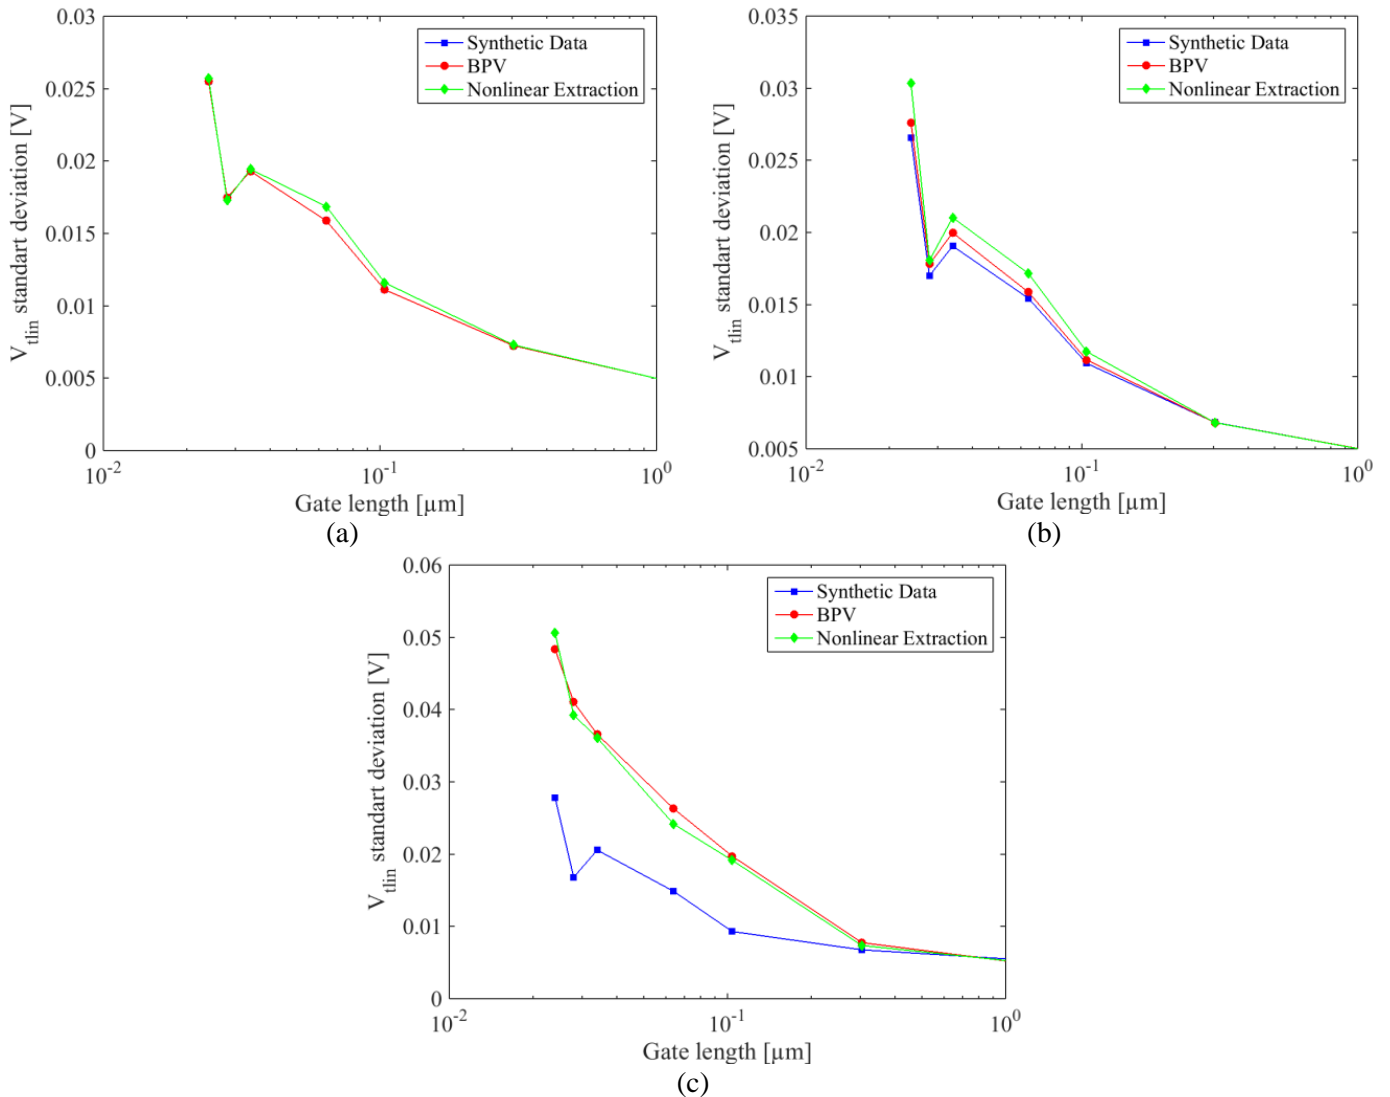 0.03
0.025
0.02
0.015
0.01
0.005
0
V_tlin standart deviation [V]
Synthetic Data
BPV
Nonlinear Extraction
10^-2
10^-1
10^0
Gate length [µm]
(a)
0.035
0.03
0.025
0.02
0.015
0.01
0.005
V_tlin standart deviation [V]
Synthetic Data
BPV
Nonlinear Extraction
10^-2
10^-1
10^0
Gate length [µm]
(b)
0.06
0.05
0.04
0.03
0.02
0.01
0
V_tlin standart deviation [V]
Synthetic Data
BPV
Nonlinear Extraction
10^-2
10^-1
10^0
Gate length [µm]
(c)